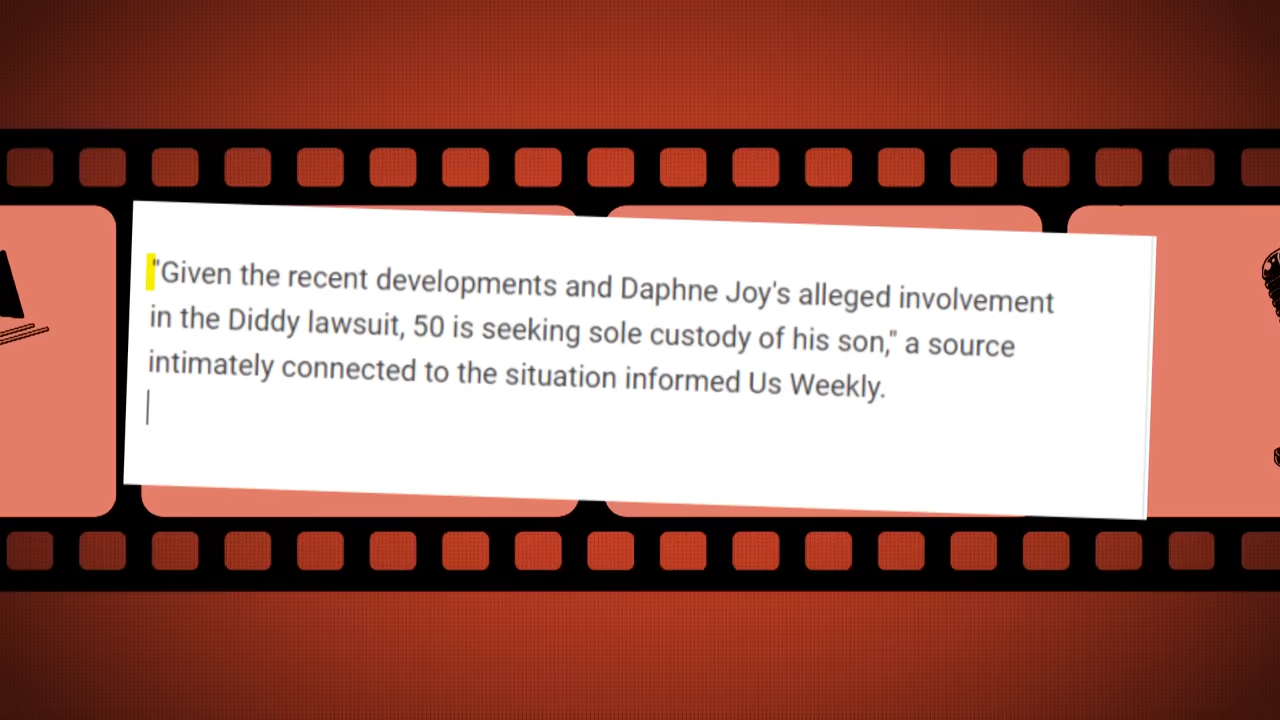 "Given the recent developments and Daphne Joy's alleged involvement
in the Diddy lawsuit, 50 is seeking sole custody of his son," a source
intimately connected to the situation informed Us Weekly.